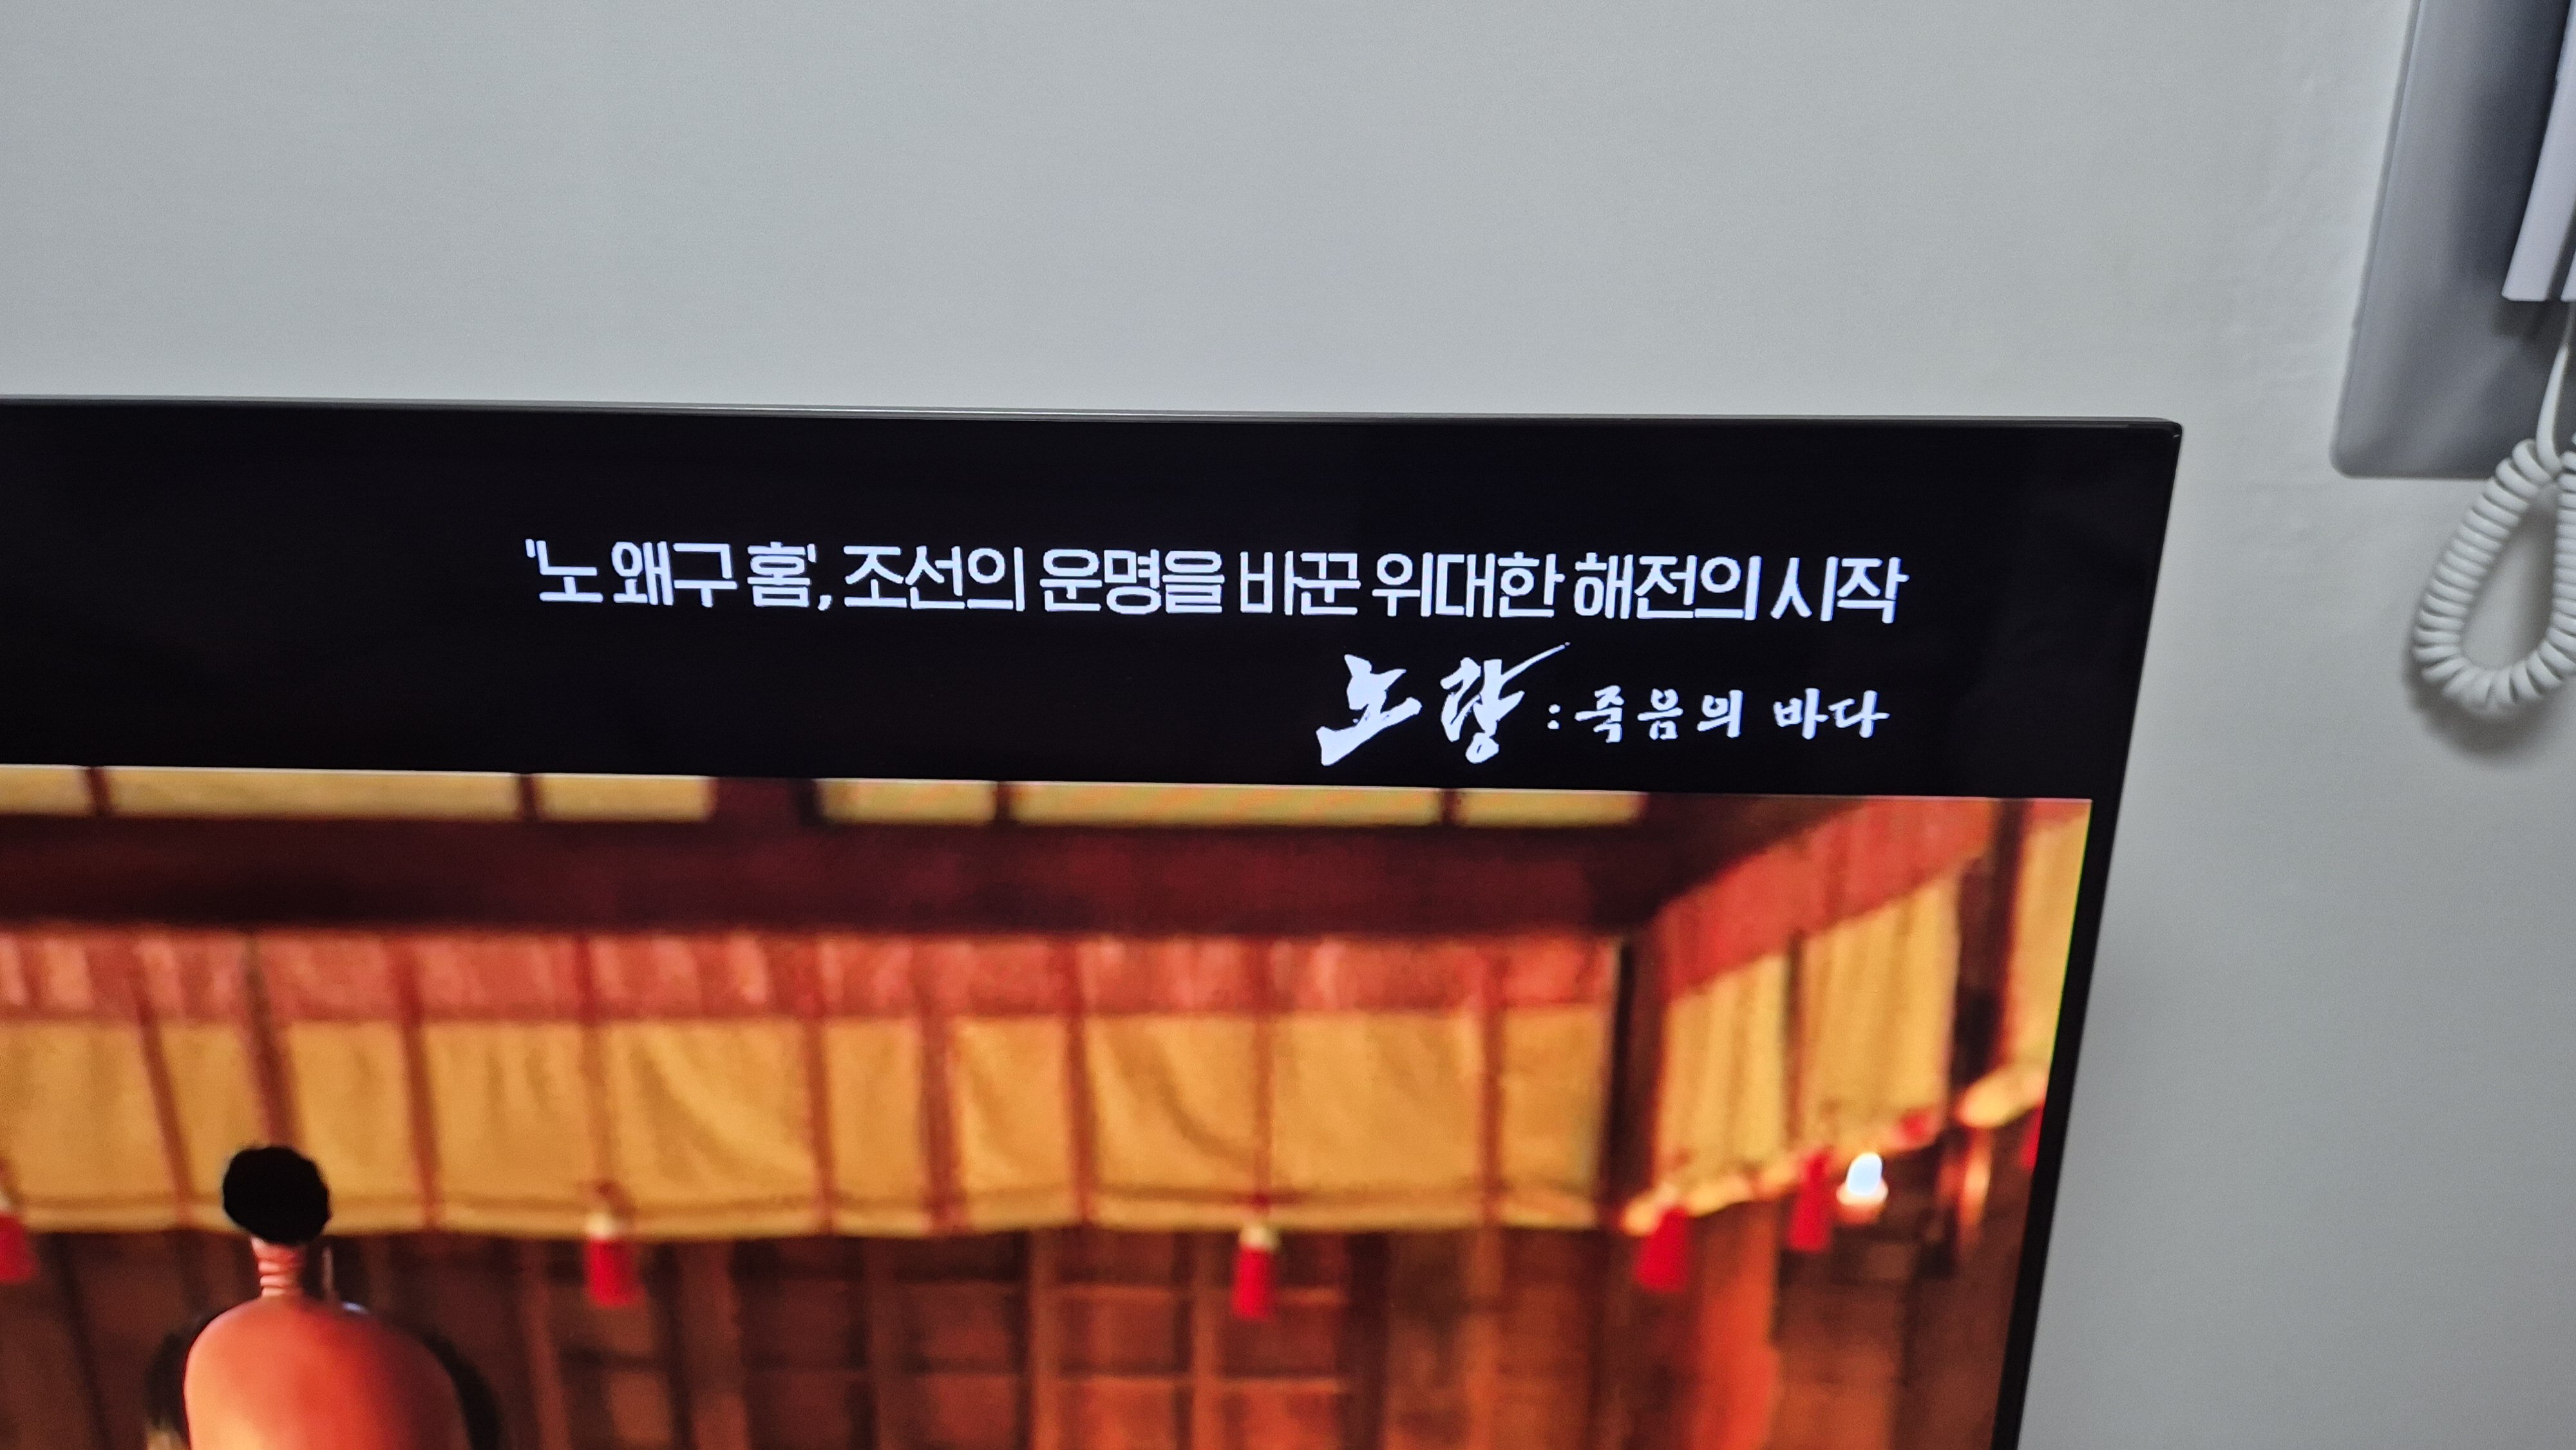 '노 왜구 홈', 조선의 운명을 바꾼 위대한 해전의 시작
노량 : 죽음의 바다